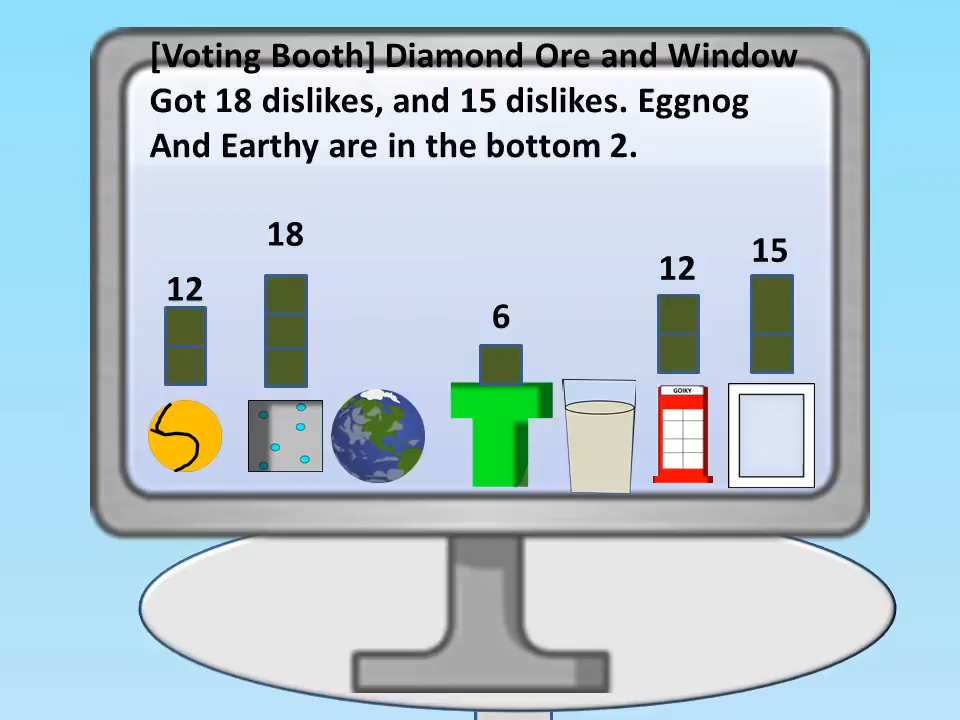 [Voting Booth] Diamond Ore and Window
Got 18 dislikes, and 15 dislikes. Eggnog
And Earthy are in the bottom 2.
18
15
12
12
6
GOIKY